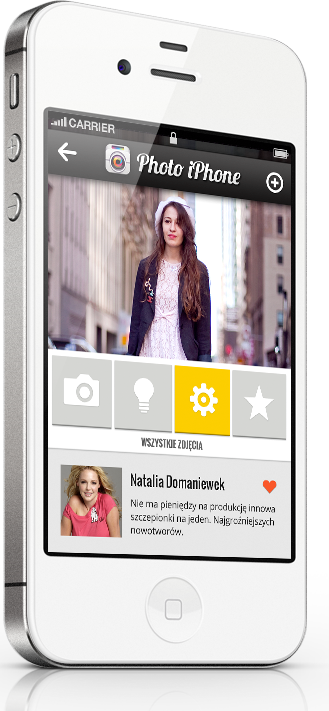 CARRIER
Photo iPhone
WSZYSTKIE ZDJĘCIA
Natalia Domaniewek
Nie ma pieniędzy na produkcję innowa
szczepionki na jeden. Najgroźniejszych
nowotworów.